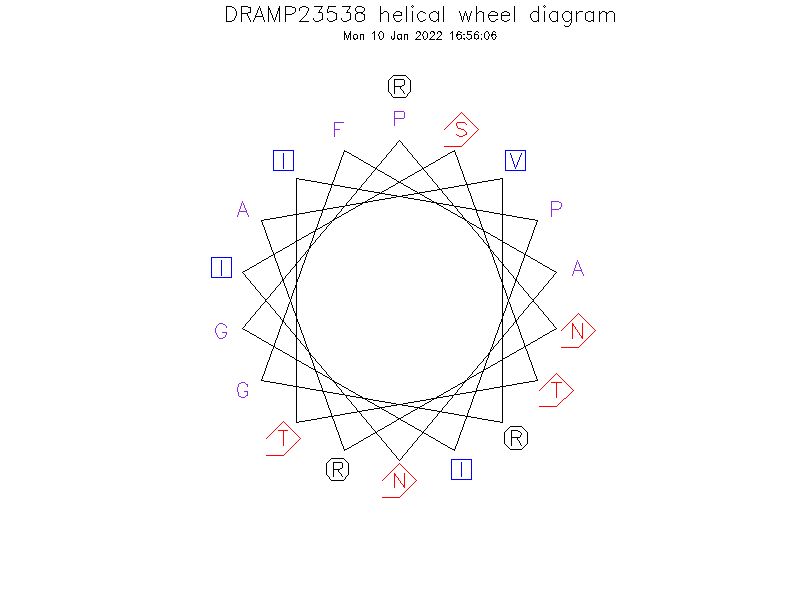 DRAMP23538 helical wheel diagram
Mon 10 Jan 2022 16:56:06
R
F P S
I V
A P
I A
G N
G T
T R
R I
N